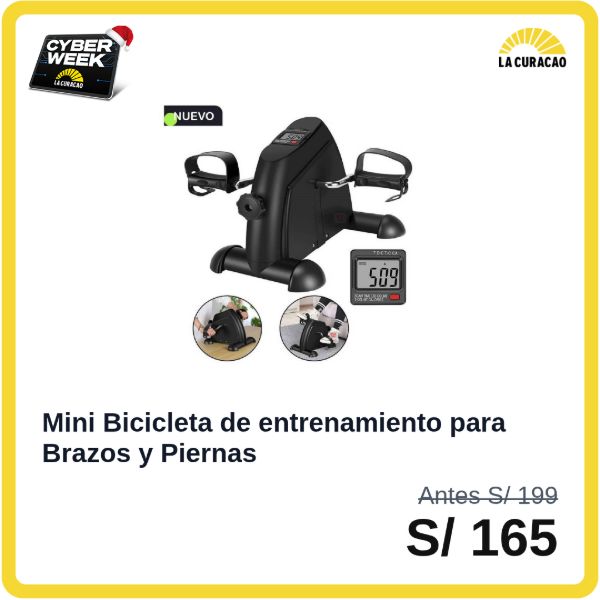 CYBER
WEEK
LA CURACAO
LA CURACAO
NUEVO
509
Mini Bicicleta de entrenamiento para
Brazos y Piernas
Antes S/ 199
S/ 165